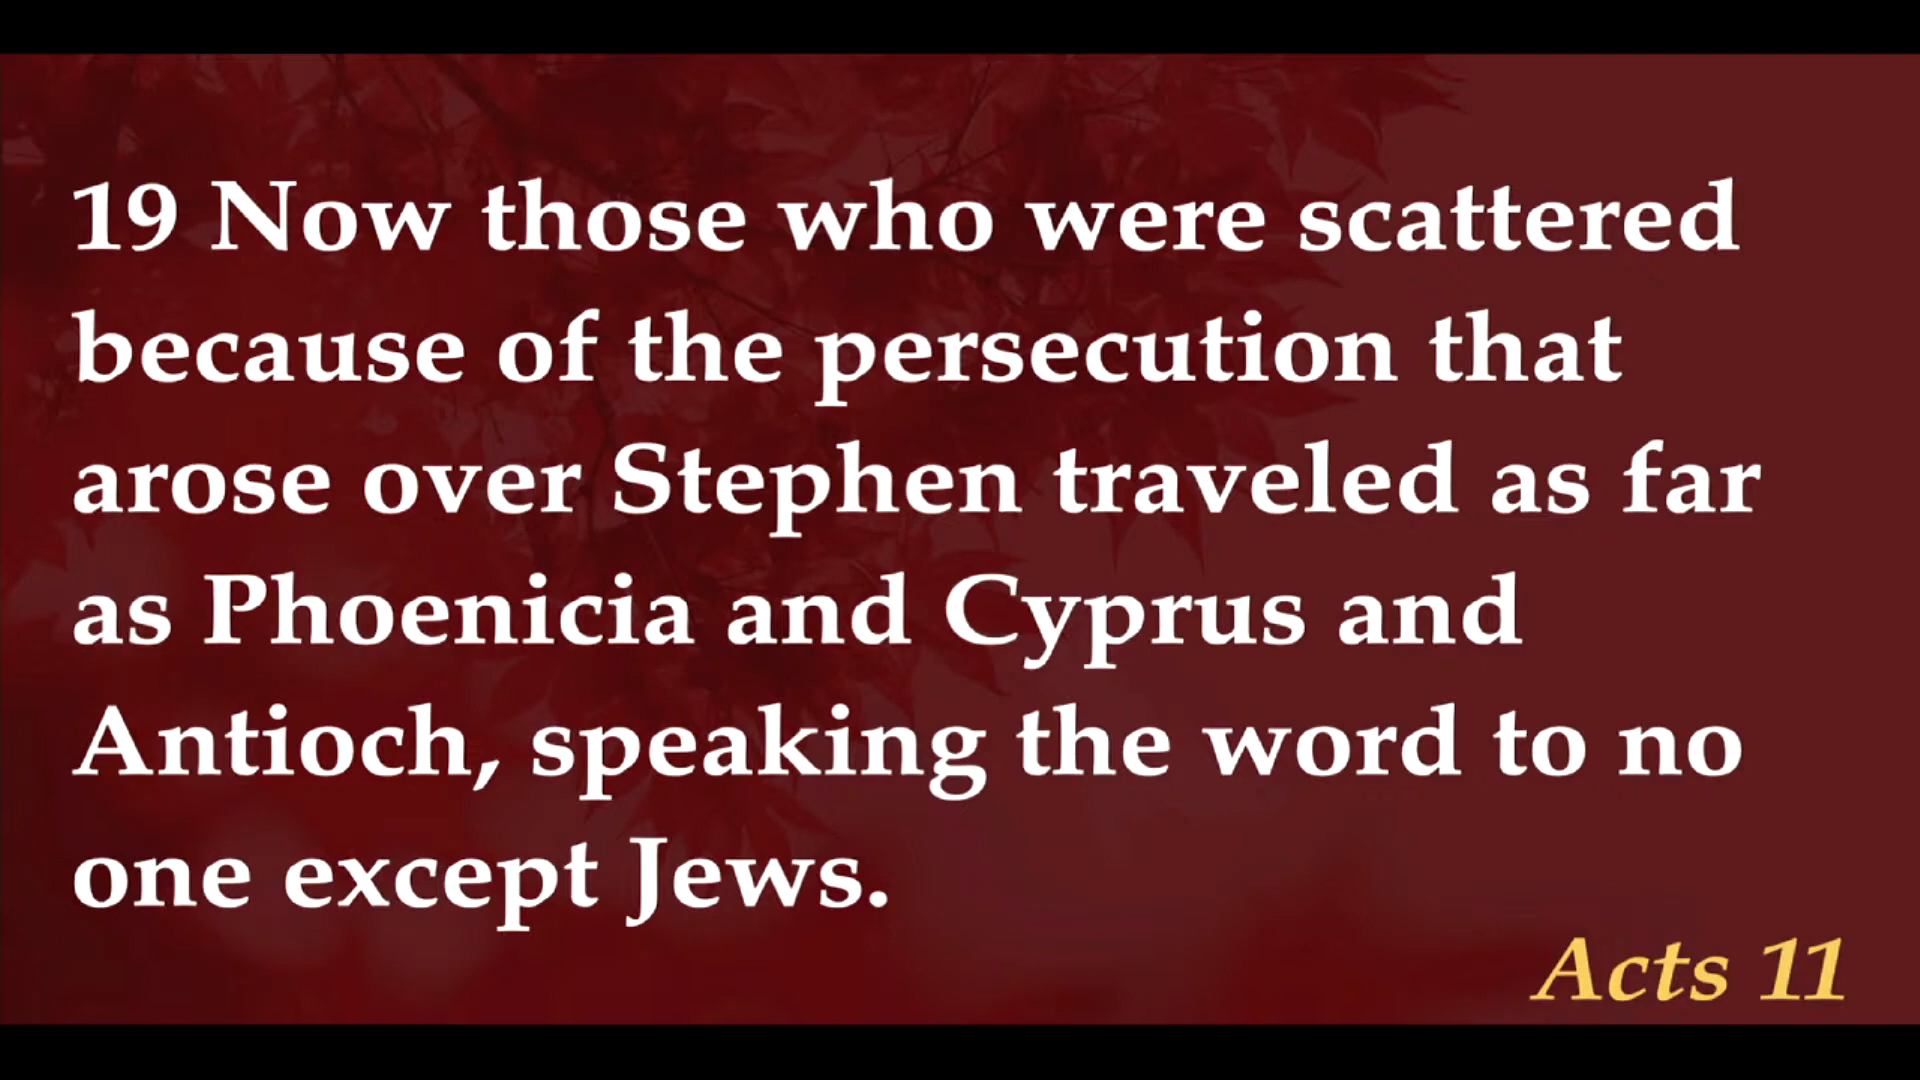 19 Now those who were scattered
because of the persecution that
arose over Stephen traveled as far
as Phoenicia and Cyprus and
Antioch, speaking the word to no
one except Jews.
Acts 11